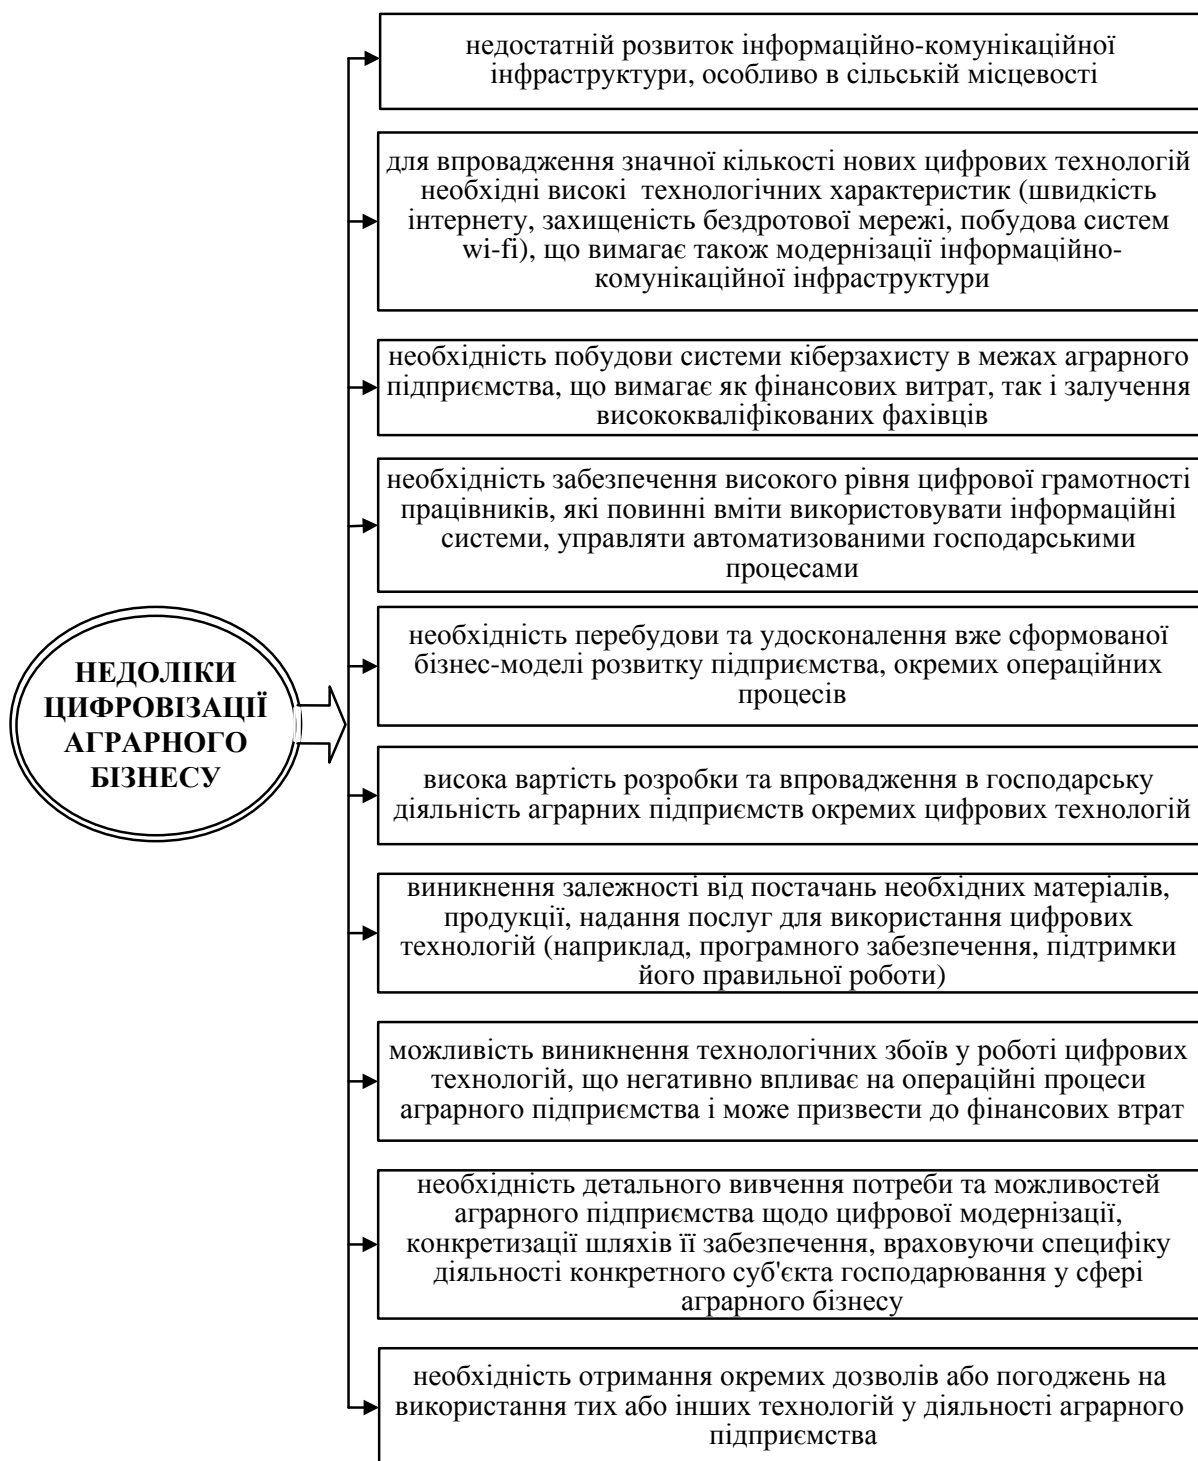 недостатній розвиток інформаційно-комунікаційної
інфраструктури, особливо в сільській місцевості
для впровадження значної кількості нових цифрових технологій
необхідні високі  технологічних характеристик (швидкість
інтернету, захищеність бездротової мережі, побудова систем
wi-fi), що вимагає також модернізації інформаційно-
комунікаційної інфраструктури
необхідність побудови системи кіберзахисту в межах аграрного
підприємства, що вимагає як фінансових витрат, так і залучення
висококваліфікованих фахівців
необхідність забезпечення високого рівня цифрової грамотності
працівників, які повинні вміти використовувати інформаційні
системи, управляти автоматизованими господарськими
процесами
НЕДОЛІКИ
ЦИФРОВІЗАЦІЇ
АГРАРНОГО
БІЗНЕСУ
необхідність перебудови та удосконалення вже сформованої
бізнес-моделі розвитку підприємства, окремих операційних
процесів
висока вартість розробки та впровадження в господарську
діяльність аграрних підприємств окремих цифрових технологій
виникнення залежності від постачань необхідних матеріалів,
продукції, надання послуг для використання цифрових
технологій (наприклад, програмного забезпечення, підтримки
його правильної роботи)
можливість виникнення технологічних збоїв у роботі цифрових
технологій, що негативно впливає на операційні процеси
аграрного підприємства і може призвести до фінансових втрат
необхідність детального вивчення потреби та можливостей
аграрного підприємства щодо цифрової модернізації,
конкретизації шляхів її забезпечення, враховуючи специфіку
діяльності конкретного суб'єкта господарювання у сфері
аграрного бізнесу
необхідність отримання окремих дозволів або погоджень на
використання тих або інших технологій у діяльності аграрного
підприємства